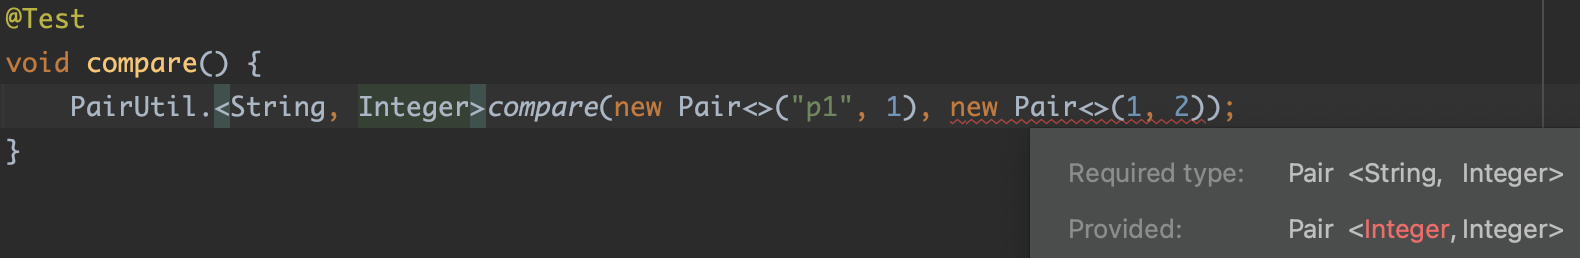 @Test
void compare() {
    PairUtil.<String, Integer>compare(new Pair<>("p1", 1), new Pair<>(1, 2));
}
Required type: Pair <String, Integer>
Provided: Pair <Integer, Integer>